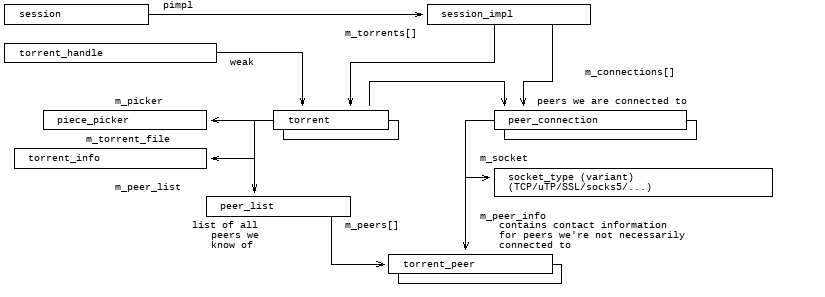 pimpl
session
session_impl
m_torrents[]
torrent_handle
weak
m_connections[]
m_picker
peers we are connected to
piece_picker
torrent
peer_connection
m_torrent_file
torrent_info
m_socket
socket_type (variant)
(TCP/uTP/SSL/socks5/...)
m_peer_list
peer_list
m_peer_info
list of all
peers we
know of
m_peers[]
contains contact information
for peers we're not necessarily
connected to
torrent_peer